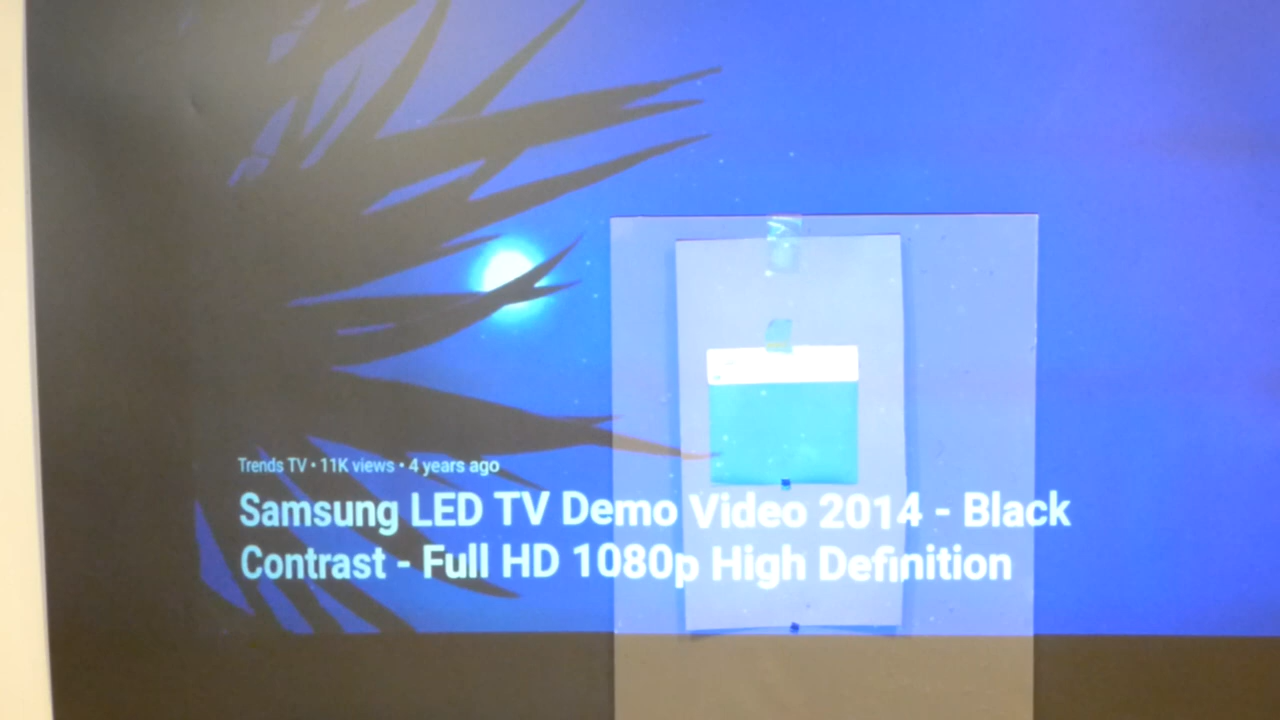 Trends TV • 11K views • 4 years ago
Samsung LED TV Demo Video 2014 - Black
Contrast - Full HD 1080p High Definition